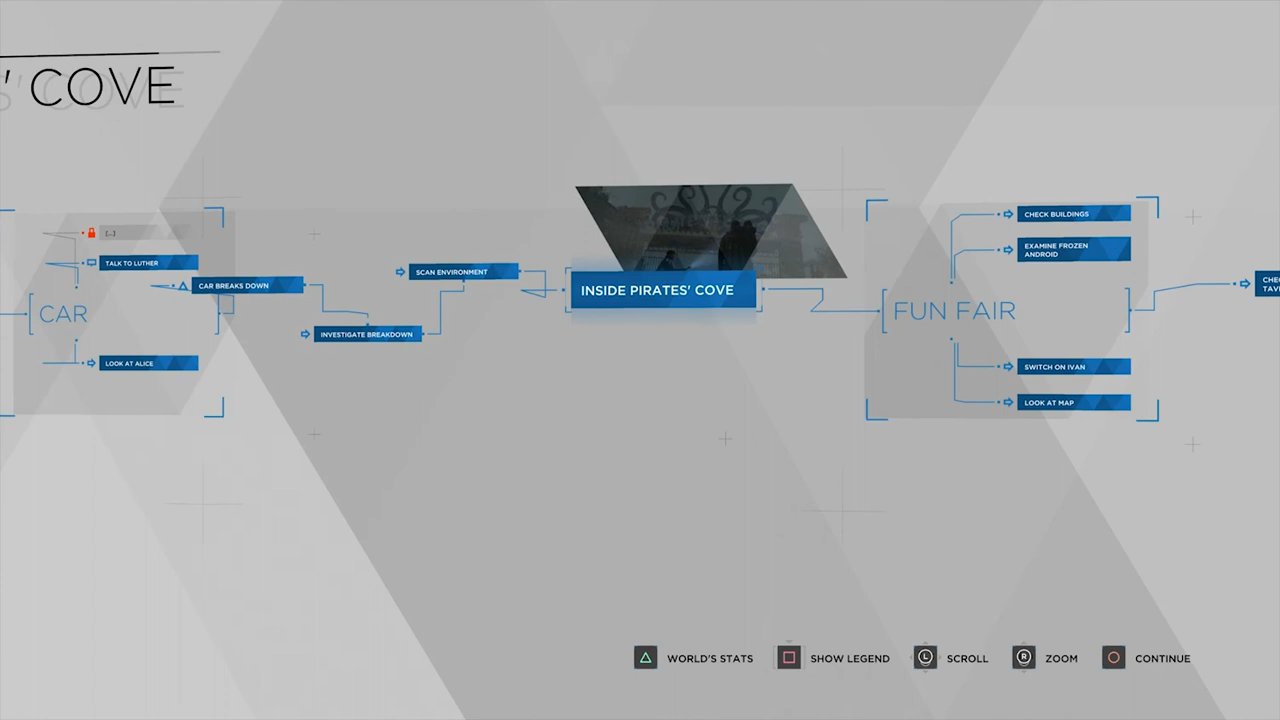 ' COVE
[...]
TALK TO LUTHER
CAR BREAKS DOWN
CAR
LOOK AT ALICE
INVESTIGATE BREAKDOWN
SCAN ENVIRONMENT
INSIDE PIRATES' COVE
CHECK BUILDINGS
EXAMINE FROZEN
ANDROID
FUN FAIR
SWITCH ON IVAN
LOOK AT MAP
CHE
TAV
WORLD'S STATS
SHOW LEGEND
L
SCROLL
R
ZOOM
CONTINUE